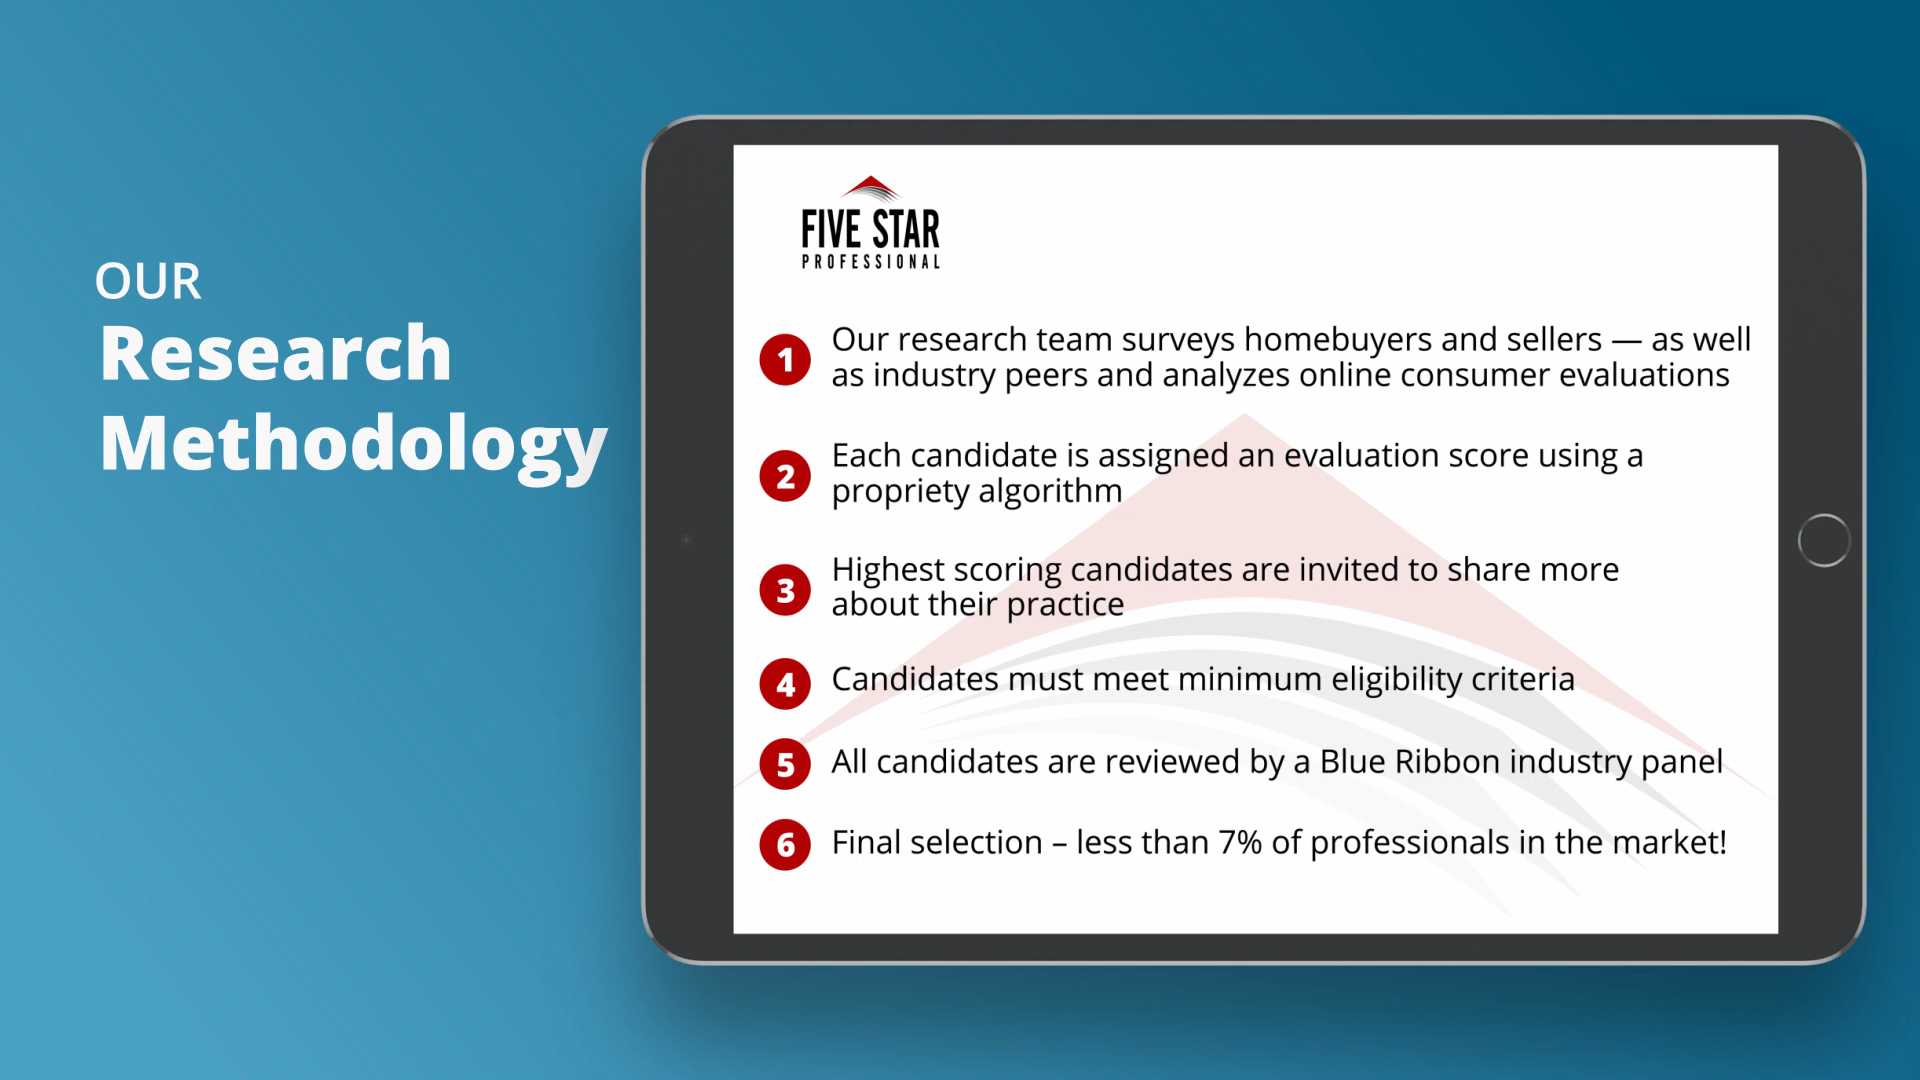 OUR
Research
Methodology
FIVE STAR
PROFESSIONAL
1 Our research team surveys homebuyers and sellers — as well
as industry peers and analyzes online consumer evaluations
2 Each candidate is assigned an evaluation score using a
propriety algorithm
3 Highest scoring candidates are invited to share more
about their practice
4 Candidates must meet minimum eligibility criteria
5 All candidates are reviewed by a Blue Ribbon industry panel
6 Final selection – less than 7% of professionals in the market!